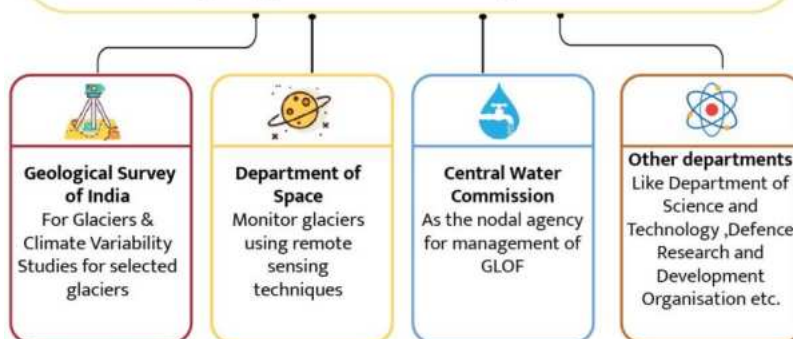 Geological Survey
of India
For Glaciers &
Climate Variability
Studies for selected
glaciers
Department of
Space
Monitor glaciers
using remote
sensing
techniques
Central Water
Commission
As the nodal agency
for management of
GLOF
Other departments
Like Department of
Science and
Technology ,Defence
Research and
Development
Organisation etc.